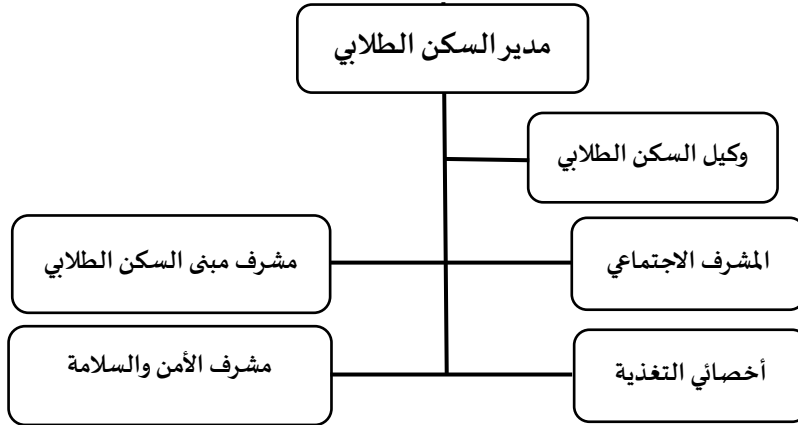 مدير السكن الطلابي
وكيل السكن الطلابي
المشرف الاجتماعي
مشرف مبنى السكن الطلابي
أخصائي التغذية
مشرف الأمن والسلامة